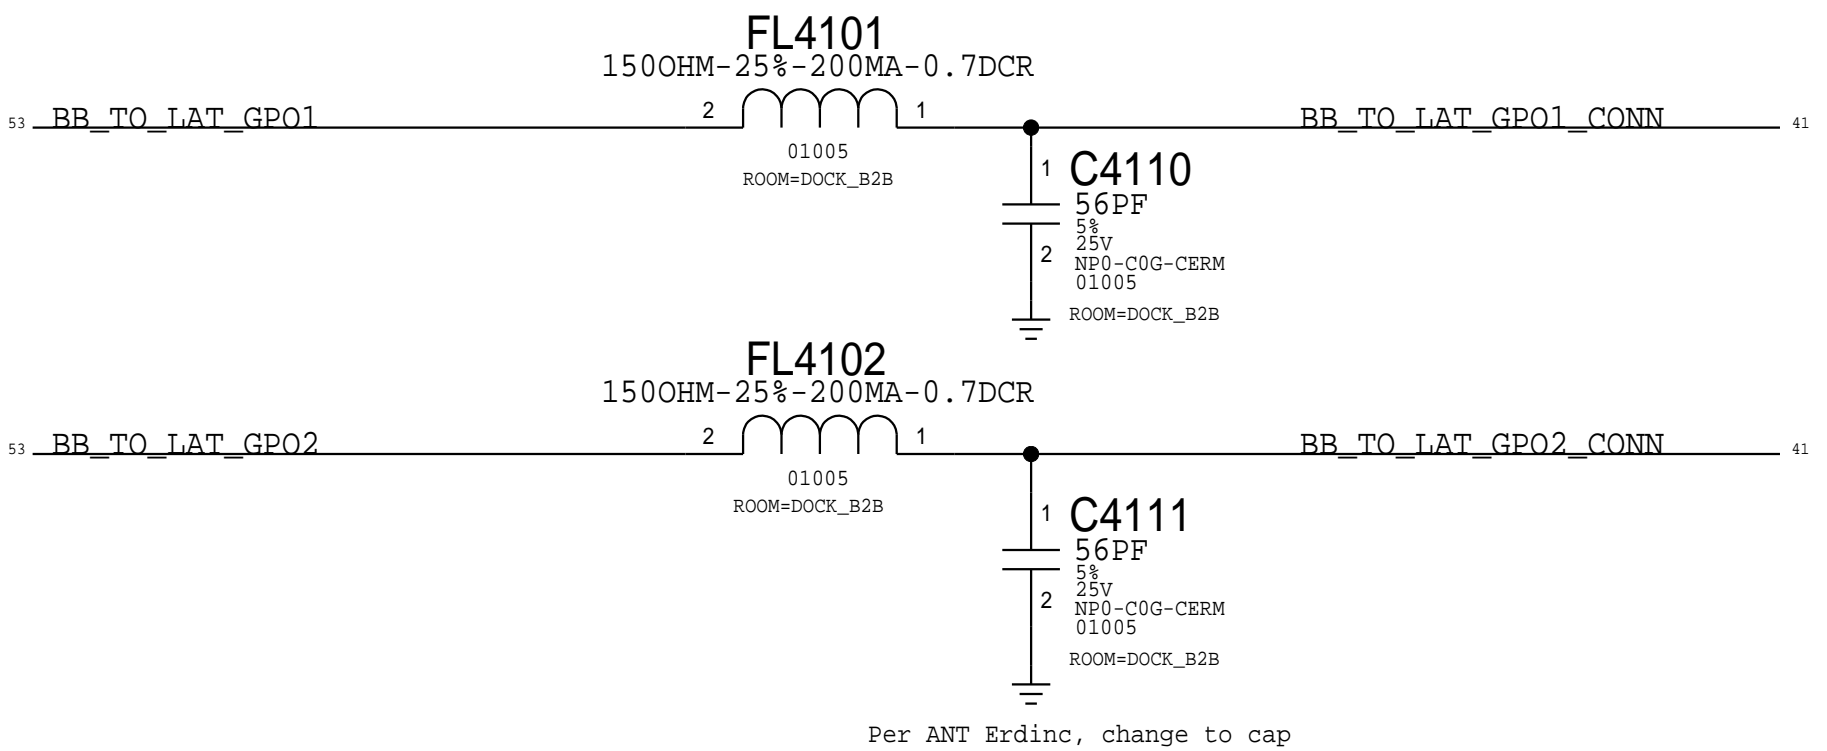 FL4101
150OHM-25%-200MA-0.7DCR
53 BB_TO_LAT_GPO1 2 1 BB_TO_LAT_GPO1_CONN 41
01005
ROOM=DOCK_B2B
1 C4110
56PF
5%
25V
2 NP0-C0G-CERM
01005
ROOM=DOCK_B2B
FL4102
150OHM-25%-200MA-0.7DCR
53 BB_TO_LAT_GPO2 2 1 BB_TO_LAT_GPO2_CONN 41
01005
ROOM=DOCK_B2B
1 C4111
56PF
5%
25V
2 NP0-C0G-CERM
01005
ROOM=DOCK_B2B
Per ANT Erdinc, change to cap